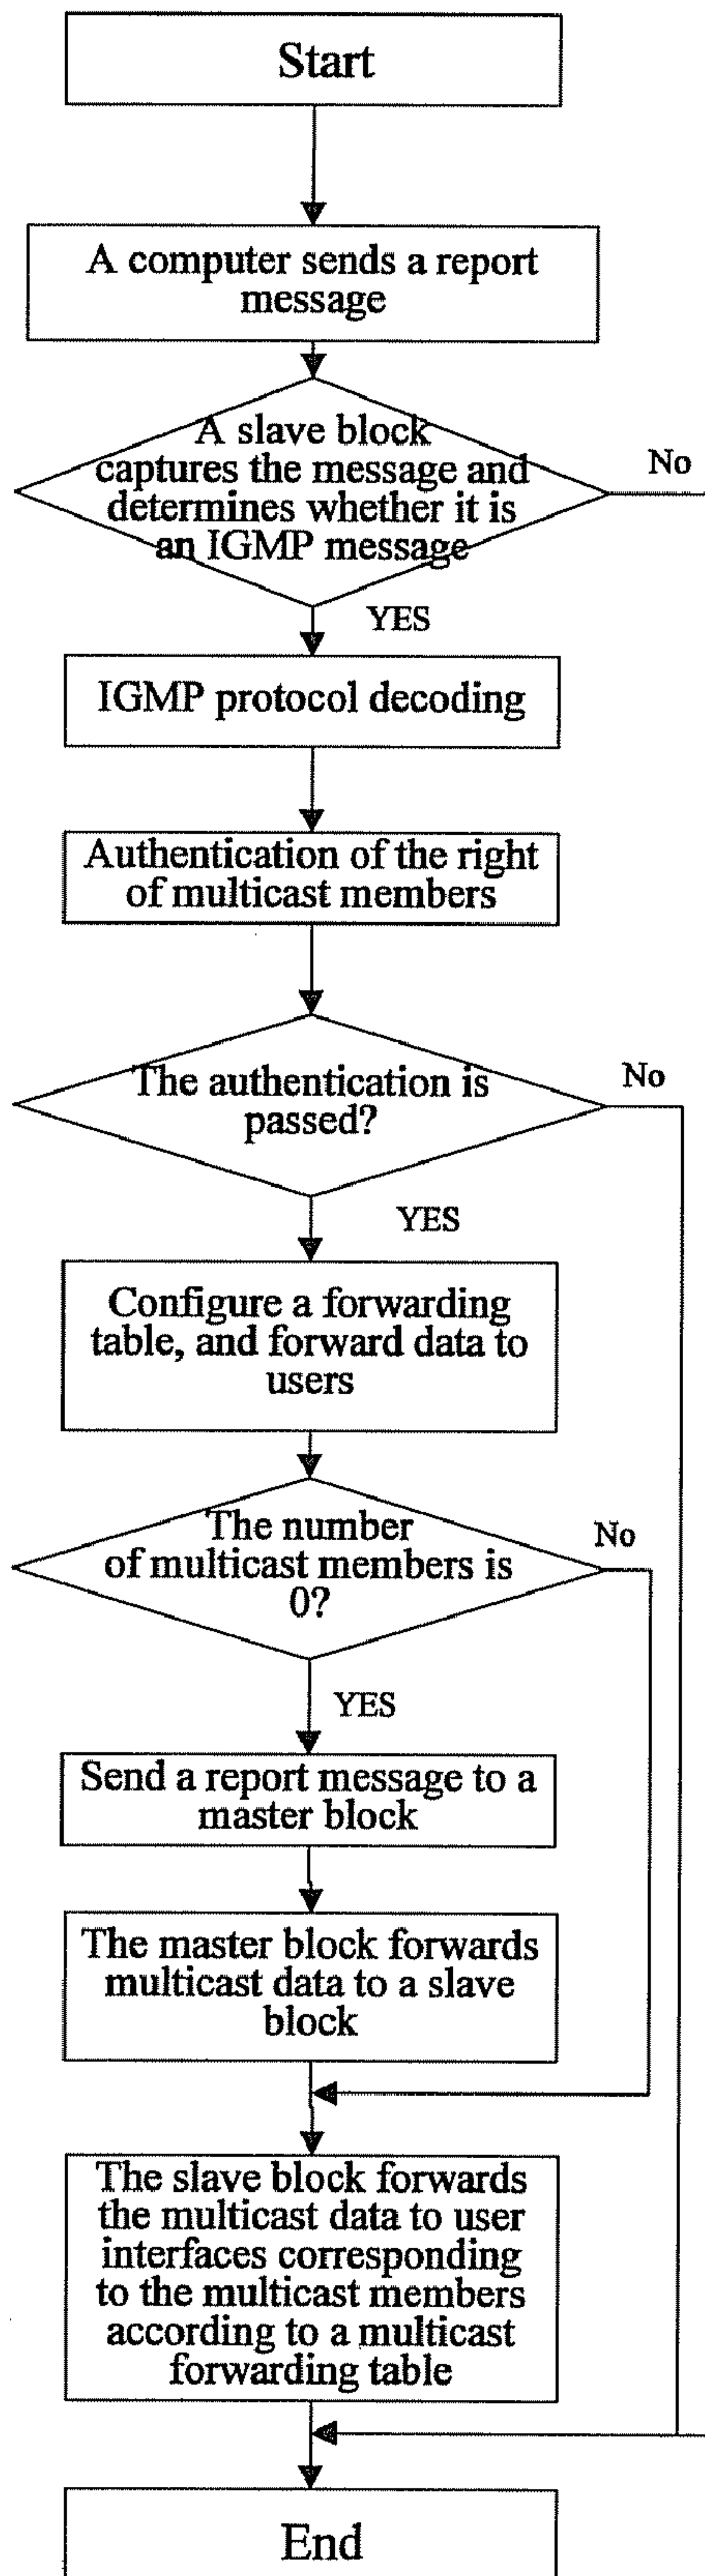 Start
A computer sends a report
message
A slave block
captures the message and
determines whether it is
an IGMP message
No
YES
IGMP protocol decoding
Authentication of the right
of multicast members
The authentication is
passed?
No
YES
Configure a forwarding
table, and forward data to
users
The number
of multicast members is
0?
No
YES
Send a report message to a
master block
The master block forwards
multicast data to a slave
block
The slave block forwards
the multicast data to user
interfaces corresponding
to the multicast members
according to a multicast
forwarding table
End